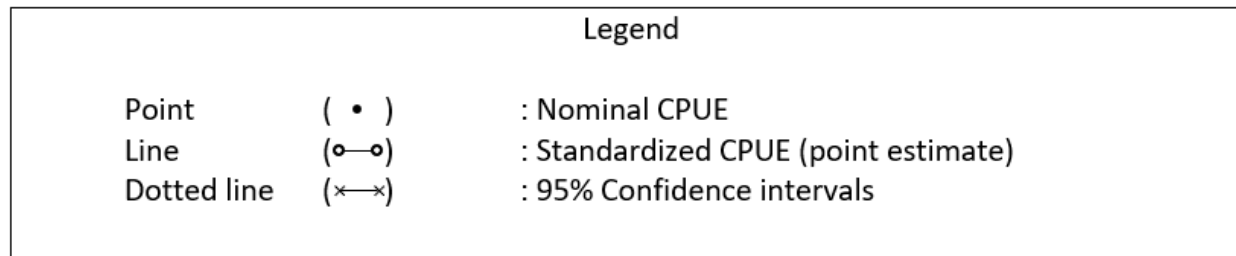 Legend
Point ( • ) : Nominal CPUE
Line (o—o) : Standardized CPUE (point estimate)
Dotted line (×—×) : 95% Confidence intervals